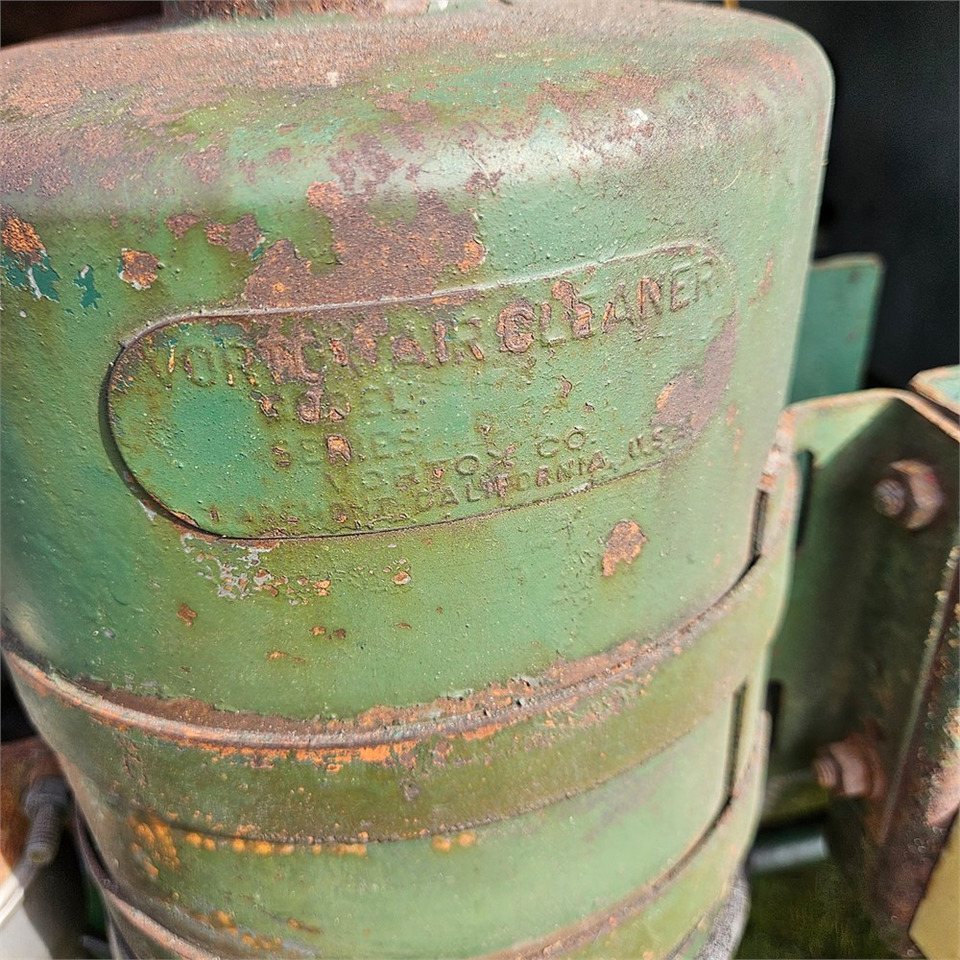 VORTOX AIR CLEANER
MODEL
SERIES
VORTOX CO.
CALIFORNIA, U.S.A.